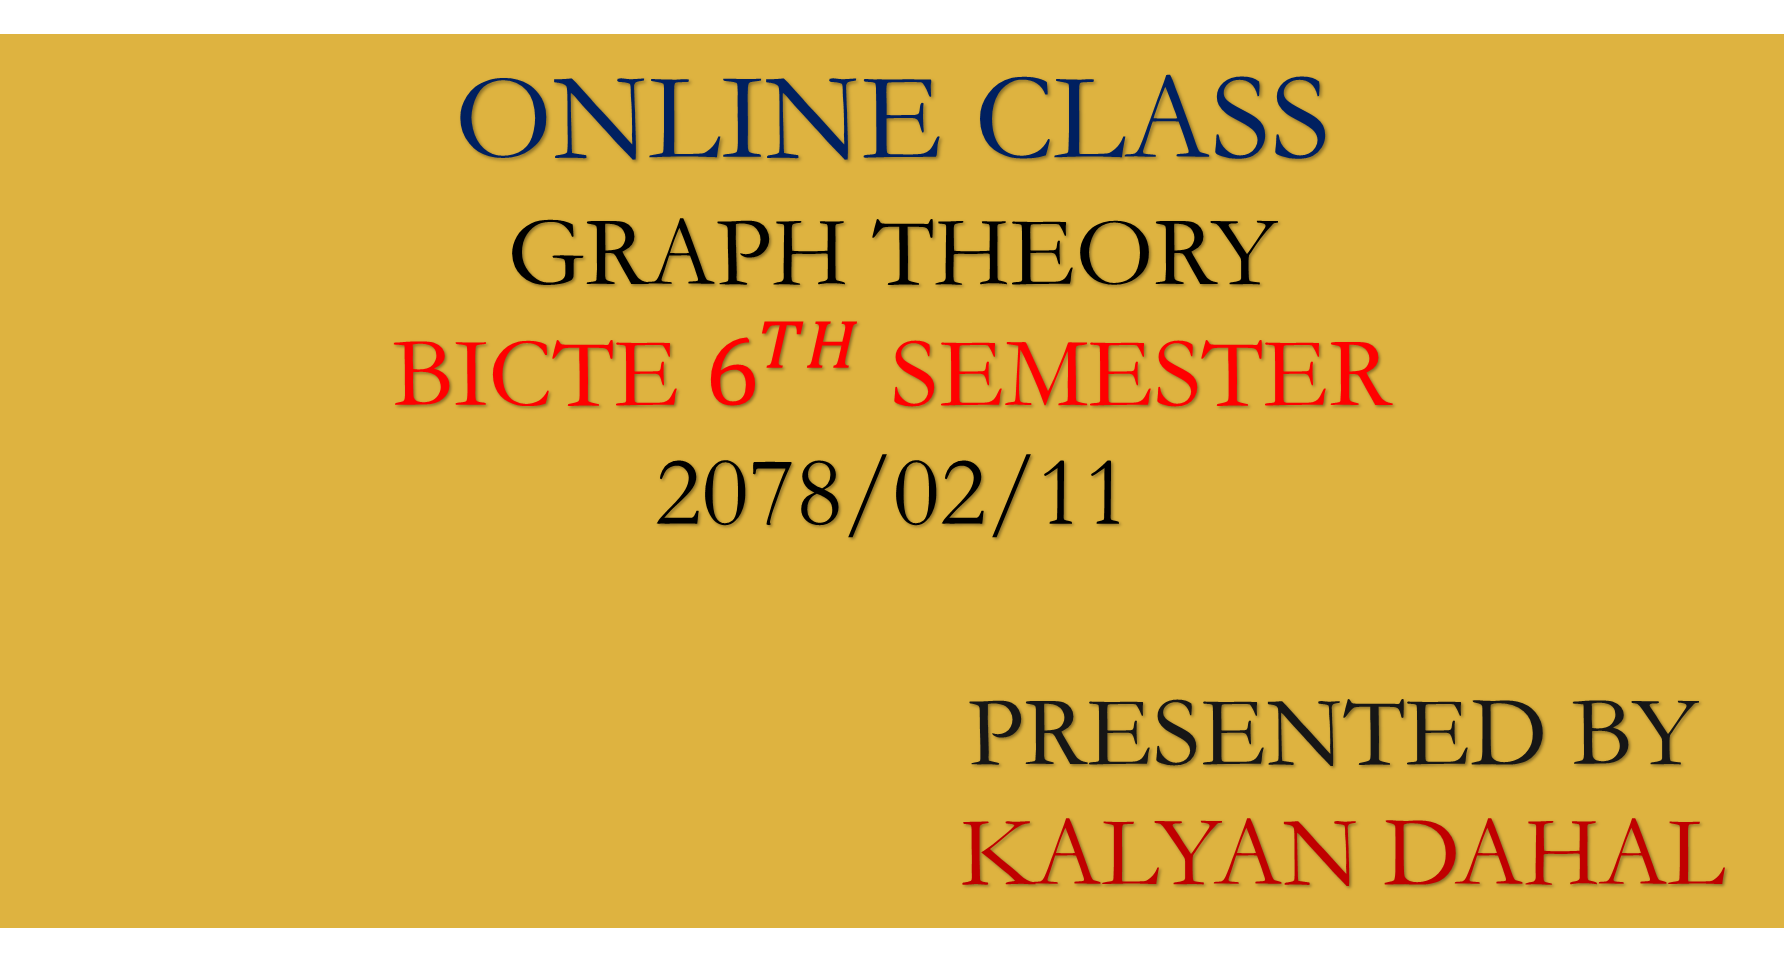 ONLINE CLASS
GRAPH THEORY
BICTE 6ᵀᴴ SEMESTER
2078/02/11
PRESENTED BY
KALYAN DAHAL